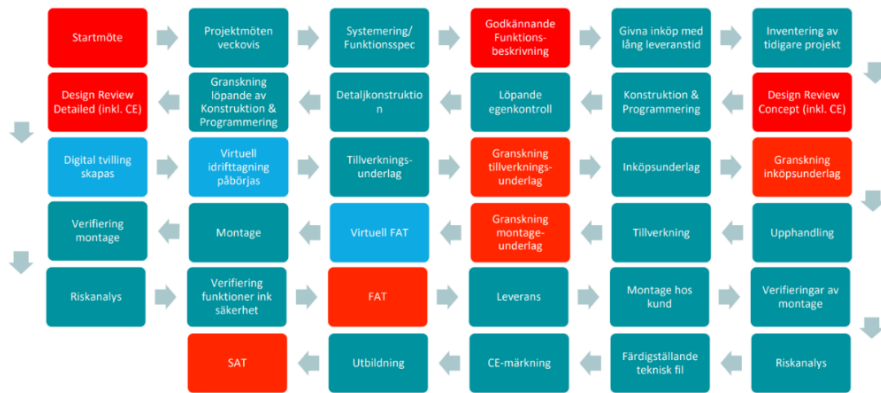 Startmöte
Projektmöten
veckovis
Systemering/
Funktionsspec
Godkännande
Funktions-
beskrivning
Givna inköp med
lång leveranstid
Inventering av
tidigare projekt
Design Review
Detailed (inkl. CE)
Granskning
löpande av
Konstruktion &
Programmering
Detaljkonstruktio
n
Löpande
egenkontroll
Konstruktion &
Programmering
Design Review
Concept (inkl. CE)
Digital tvilling
skapas
Virtuell
idrifttagning
påbörjas
Tillverknings-
underlag
Granskning
tillverknings-
underlag
Inköpsunderlag
Granskning
inköpsunderlag
Verifiering
montage
Montage
Virtuell FAT
Granskning
montage-
underlag
Tillverkning
Upphandling
Riskanalys
Verifiering
funktioner ink
säkerhet
FAT
Leverans
Montage hos
kund
Verifieringar av
montage
SAT
Utbildning
CE-märkning
Färdigställande
teknisk fil
Riskanalys